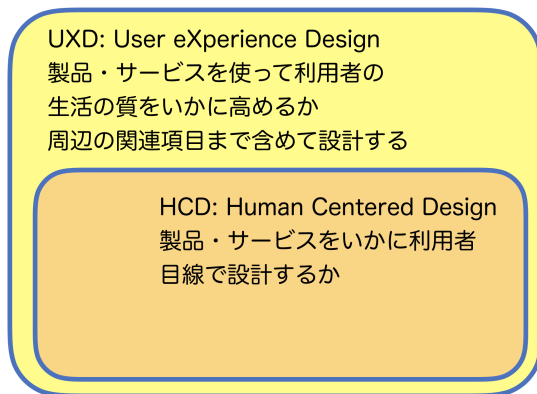 UXD: User eXperience Design
製品・サービスを使って利用者の
生活の質をいかに高めるか
周辺の関連項目まで含めて設計する
HCD: Human Centered Design
製品・サービスをいかに利用者
目線で設計するか